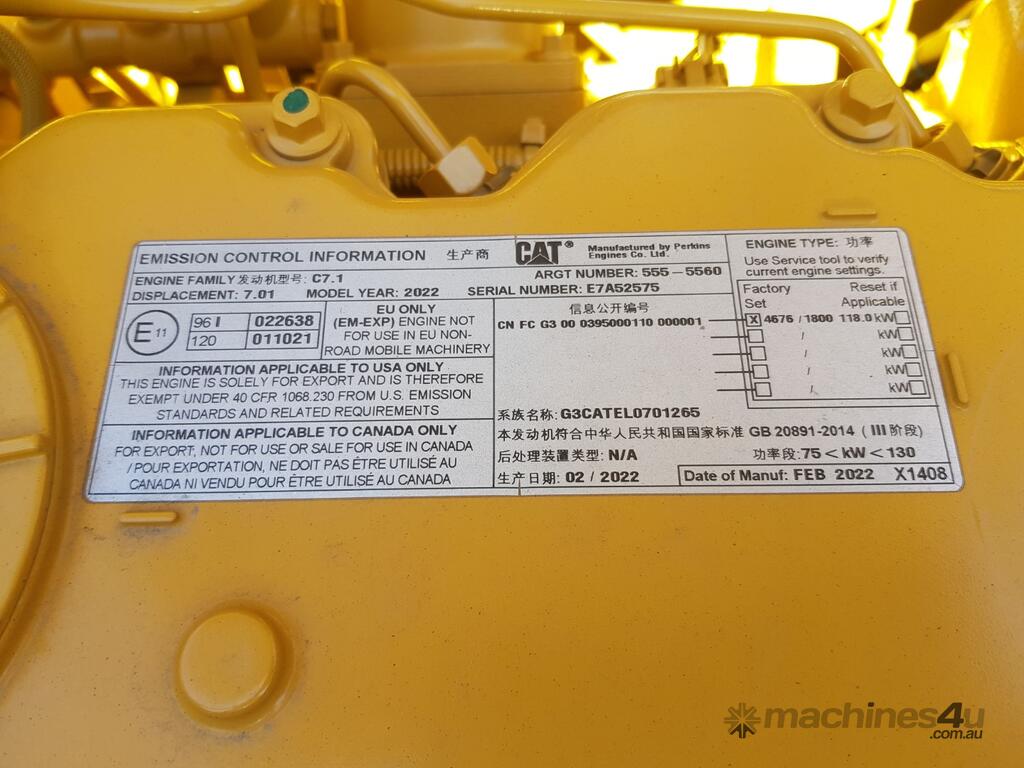 EMISSION CONTROL INFORMATION 生产商 CAT® Manufactured by Perkins Engines Co. Ltd.
ENGINE FAMILY 发动机型号: C7.1 ARGT NUMBER: 555-5560
DISPLACEMENT: 7.01 MODEL YEAR: 2022 SERIAL NUMBER: E7A52575
E 11
96 I 022638
120 011021
EU ONLY
(EM-EXP) ENGINE NOT
FOR USE IN EU NON-
ROAD MOBILE MACHINERY
INFORMATION APPLICABLE TO USA ONLY
THIS ENGINE IS SOLELY FOR EXPORT AND IS THEREFORE
EXEMPT UNDER 40 CFR 1068.230 FROM U.S. EMISSION
STANDARDS AND RELATED REQUIREMENTS
INFORMATION APPLICABLE TO CANADA ONLY
FOR EXPORT, NOT FOR USE OR SALE FOR USE IN CANADA
/ POUR EXPORTATION, NE DOIT PAS ÊTRE UTILISÉ AU
CANADA NI VENDU POUR ÊTRE UTILISÉ AU CANADA
信息公开编号
CN FC G3 00 0395000110 000001
ENGINE TYPE: 功率
Use Service tool to verify
current engine settings.
Factory Set Reset if Applicable
X 4675 / 1800 118.0 kW
/ kW
/ kW
/ kW
/ kW
系族名称: G3CATEL0701265
本发动机符合中华人民共和国国家标准 GB 20891-2014 ( III 阶段)
后处理装置类型: N/A 功率段: 75 < kW < 130
生产日期: 02 / 2022 Date of Manuf: FEB 2022 X1408
machines4u
.com.au